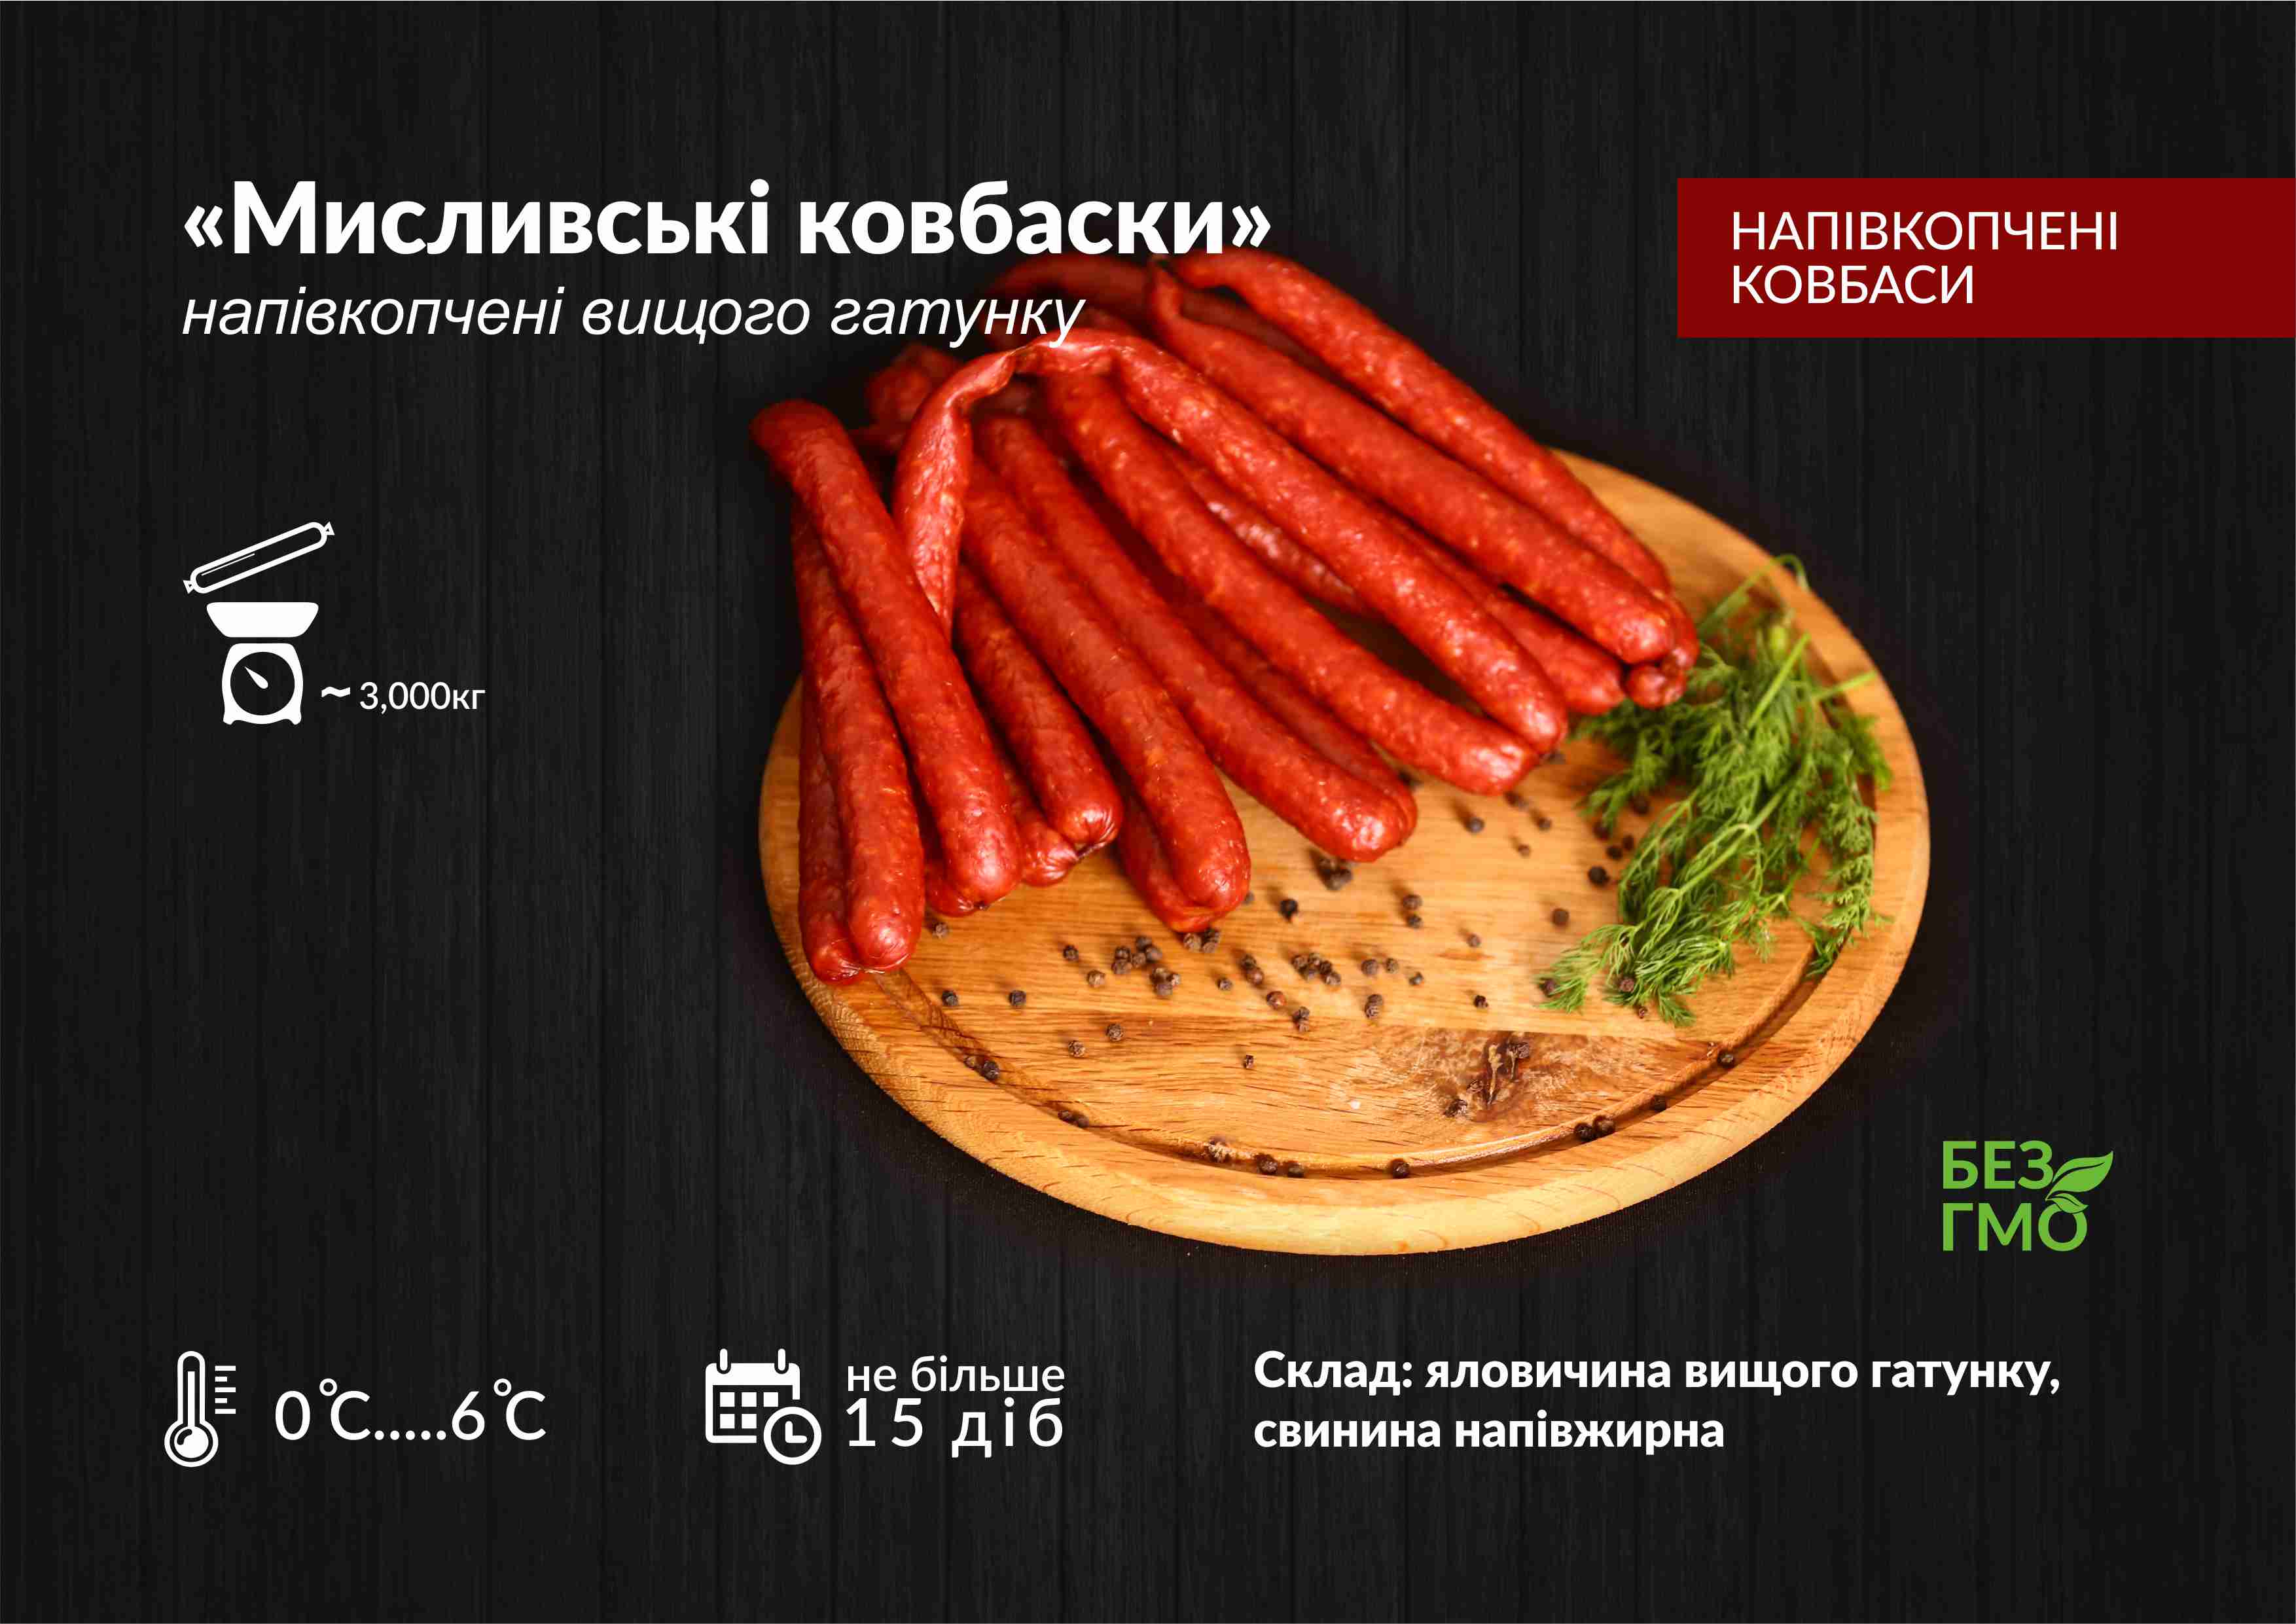 «Мисливські ковбаски»
напівкопчені вищого гатунку
НАПІВКОПЧЕНІ
КОВБАСИ
~ 3,000кг
БЕЗ
ГМО
0°С.....6°С
не більше
15 діб
Склад: яловичина вищого гатунку,
свинина напівжирна